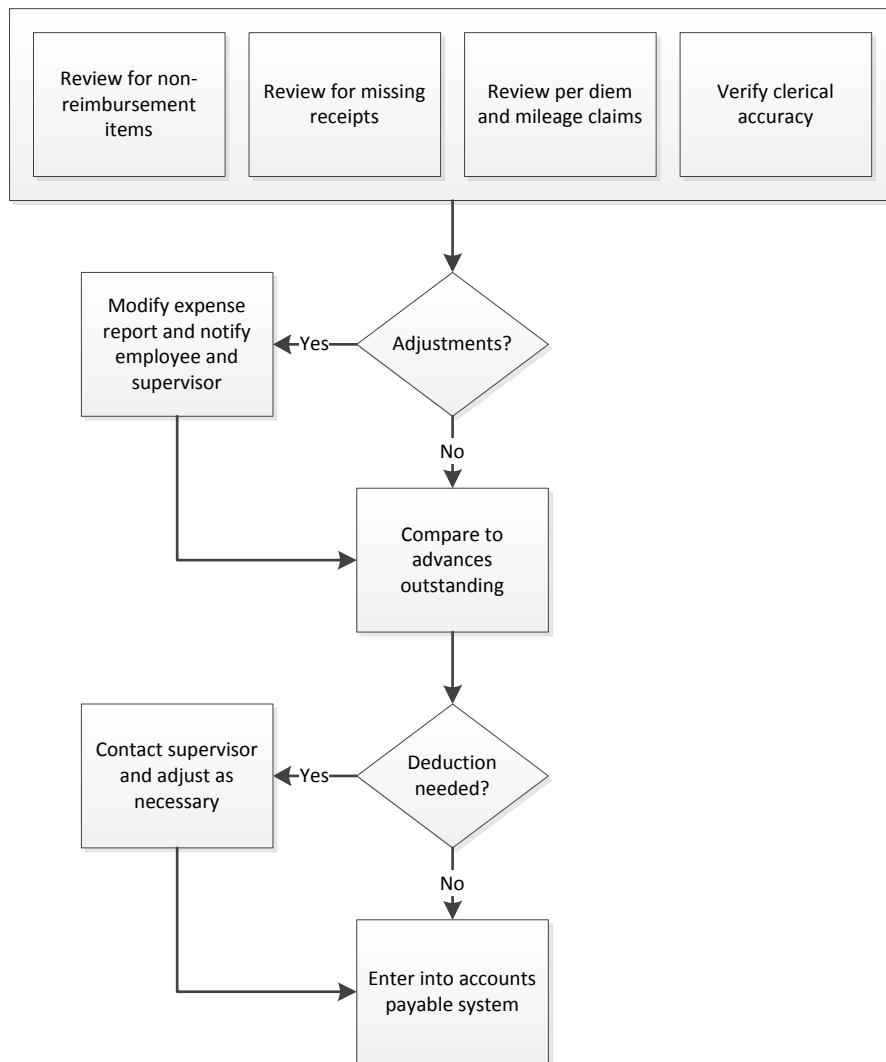 Review for non-
reimbursement
items
Review for missing
receipts
Review per diem
and mileage claims
Verify clerical
accuracy
Modify expense
report and notify
employee and
supervisor
Yes
Adjustments?
No
Compare to
advances
outstanding
Contact supervisor
and adjust as
necessary
Yes
Deduction
needed?
No
Enter into accounts
payable system